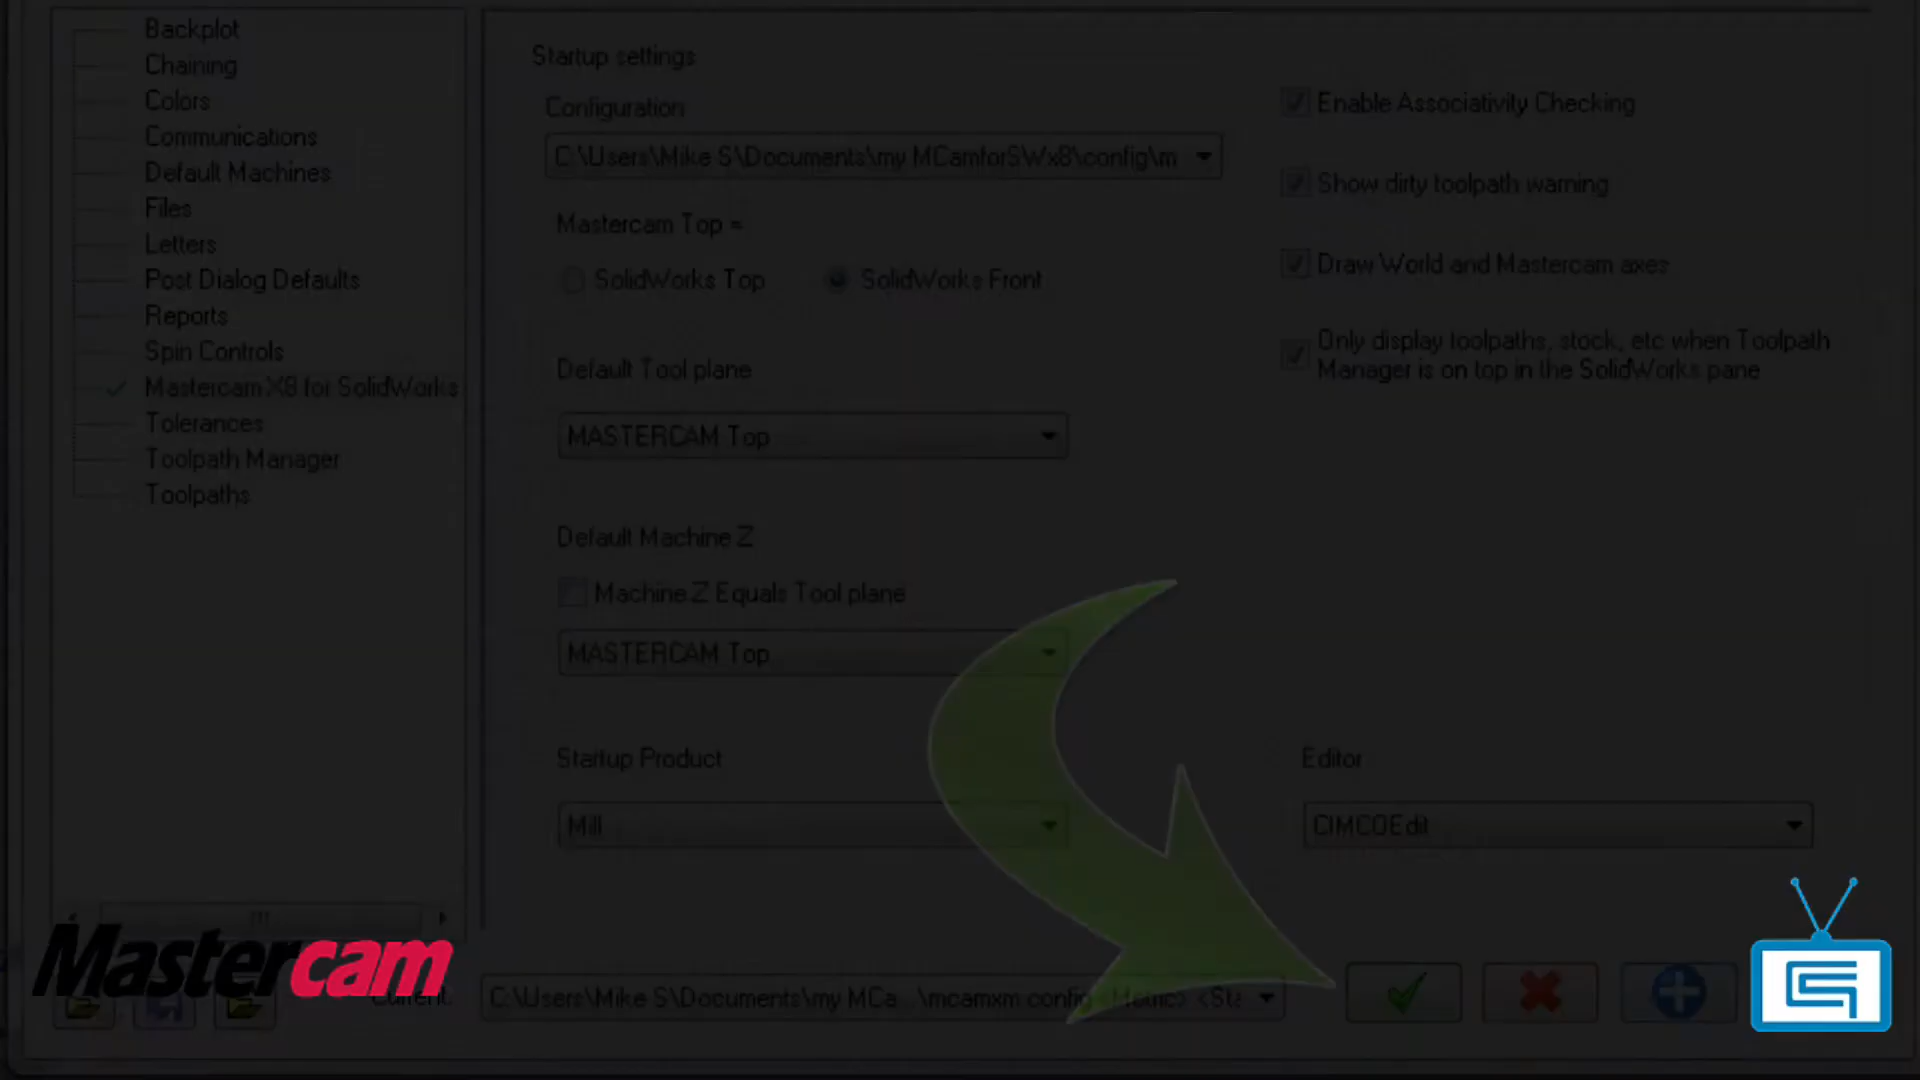 Backplot
Chaining
Colors
Communications
Default Machines
Files
Letters
Post Dialog Defaults
Reports
Spin Controls
Mastercam X8 for SolidWorks
Tolerances
Toolpath Manager
Toolpaths
Startup settings
Configuration
C:\Users\Mike S\Documents\my MCamforSWx8\config\m
Mastercam Top =
SolidWorks Top
SolidWorks Front
Default Tool plane
MASTERCAM Top
Default Machine Z
Machine Z Equals Tool plane
MASTERCAM Top
Startup Product
Mill
Enable Associativity Checking
Show dirty toolpath warning
Draw World and Mastercam axes
Only display toolpaths, stock, etc when Toolpath
Manager is on top in the SolidWorks pane
Editor
CIMCOEdit
Mastercam
Current:
C:\Users\Mike S\Documents\my MCa...\mcamxm.config <Metric> <Sta